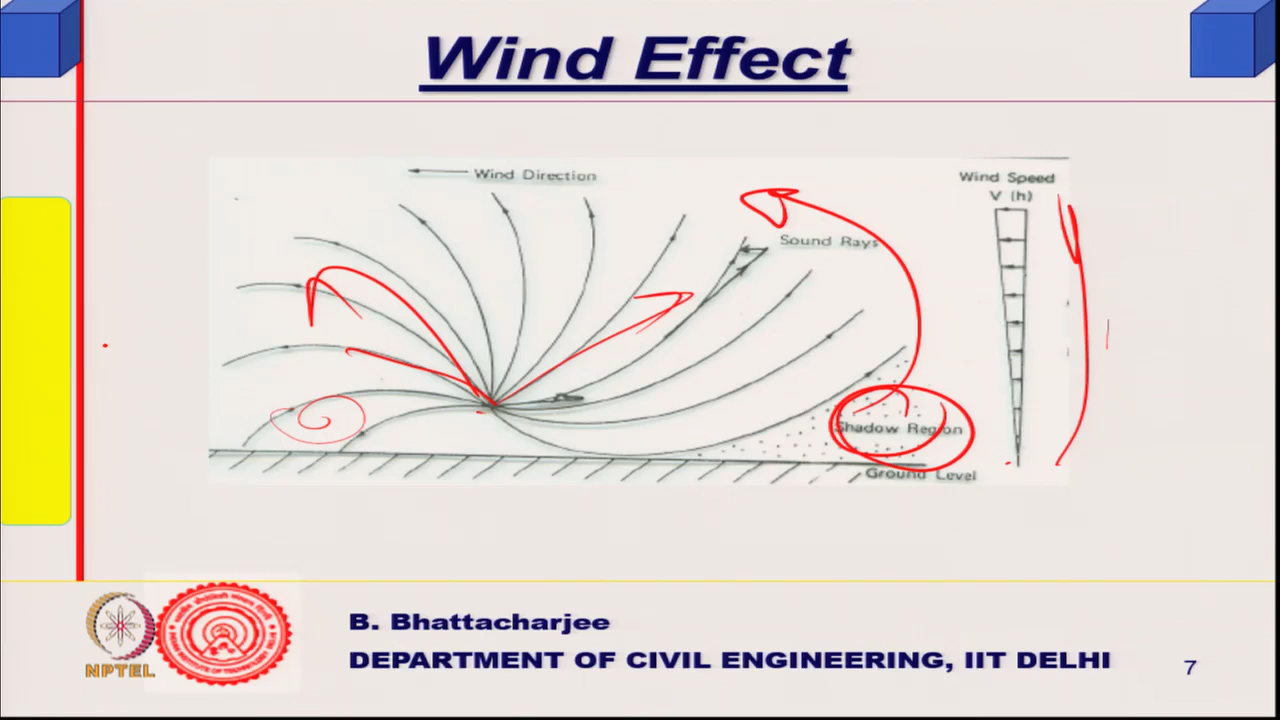 Wind Effect
Wind Direction
Wind Speed
V (h)
Sound Rays
Shadow Region
Ground Level
B. Bhattacharjee
DEPARTMENT OF CIVIL ENGINEERING, IIT DELHI
NPTEL
7